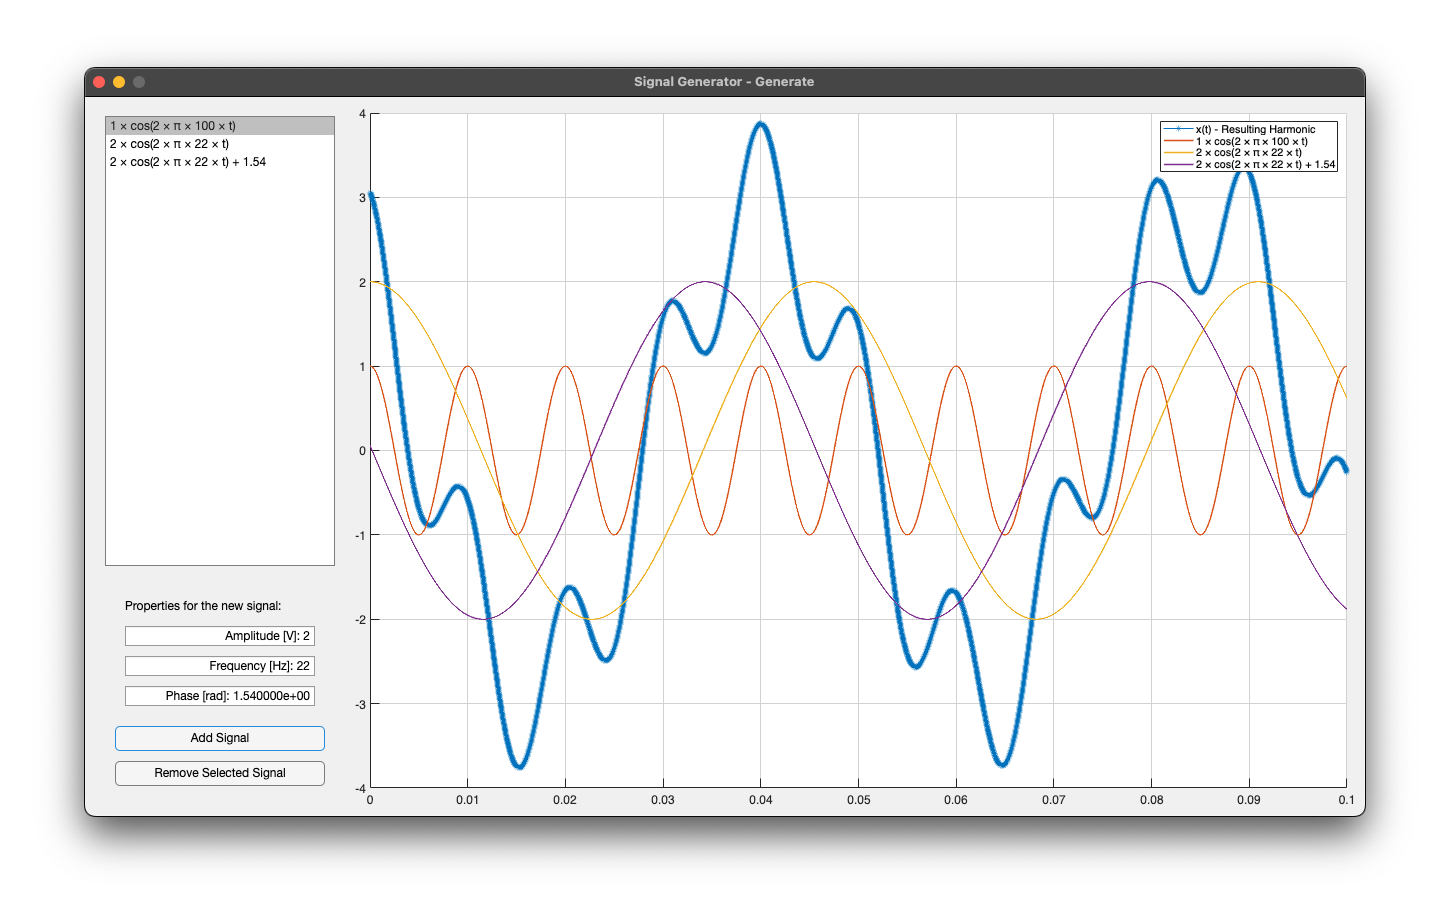 Signal Generator - Generate
1 × cos(2 × π × 100 × t)
2 × cos(2 × π × 22 × t)
2 × cos(2 × π × 22 × t) + 1.54
Properties for the new signal:
Amplitude [V]: 2
Frequency [Hz]: 22
Phase [rad]: 1.540000e+00
Add Signal
Remove Selected Signal
4
3
2
1
0
-1
-2
-3
-4
0
0.01
0.02
0.03
0.04
0.05
0.06
0.07
0.08
0.09
0.1
x(t) - Resulting Harmonic
1 × cos(2 × π × 100 × t)
2 × cos(2 × π × 22 × t)
2 × cos(2 × π × 22 × t) + 1.54